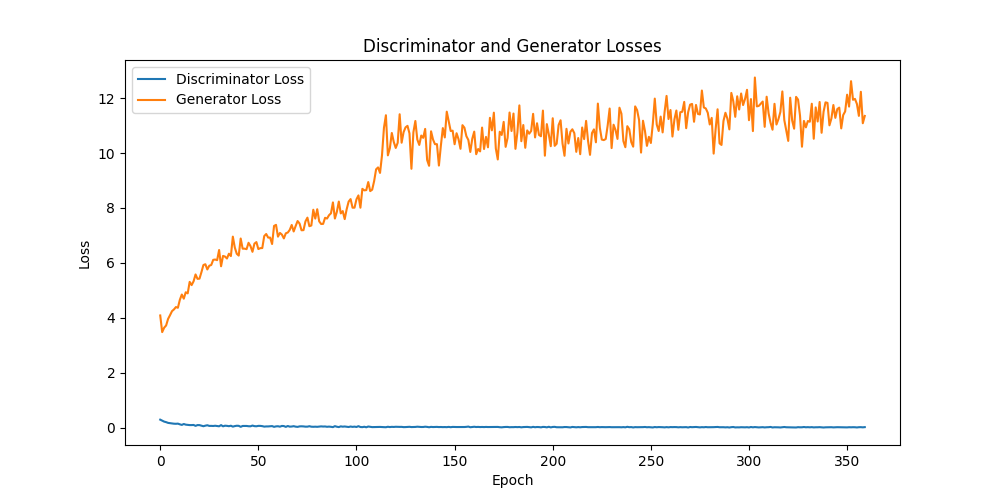 Discriminator and Generator Losses
Discriminator Loss
Generator Loss
12
10
8
6
4
2
0
Loss
0 50 100 150 200 250 300 350
Epoch